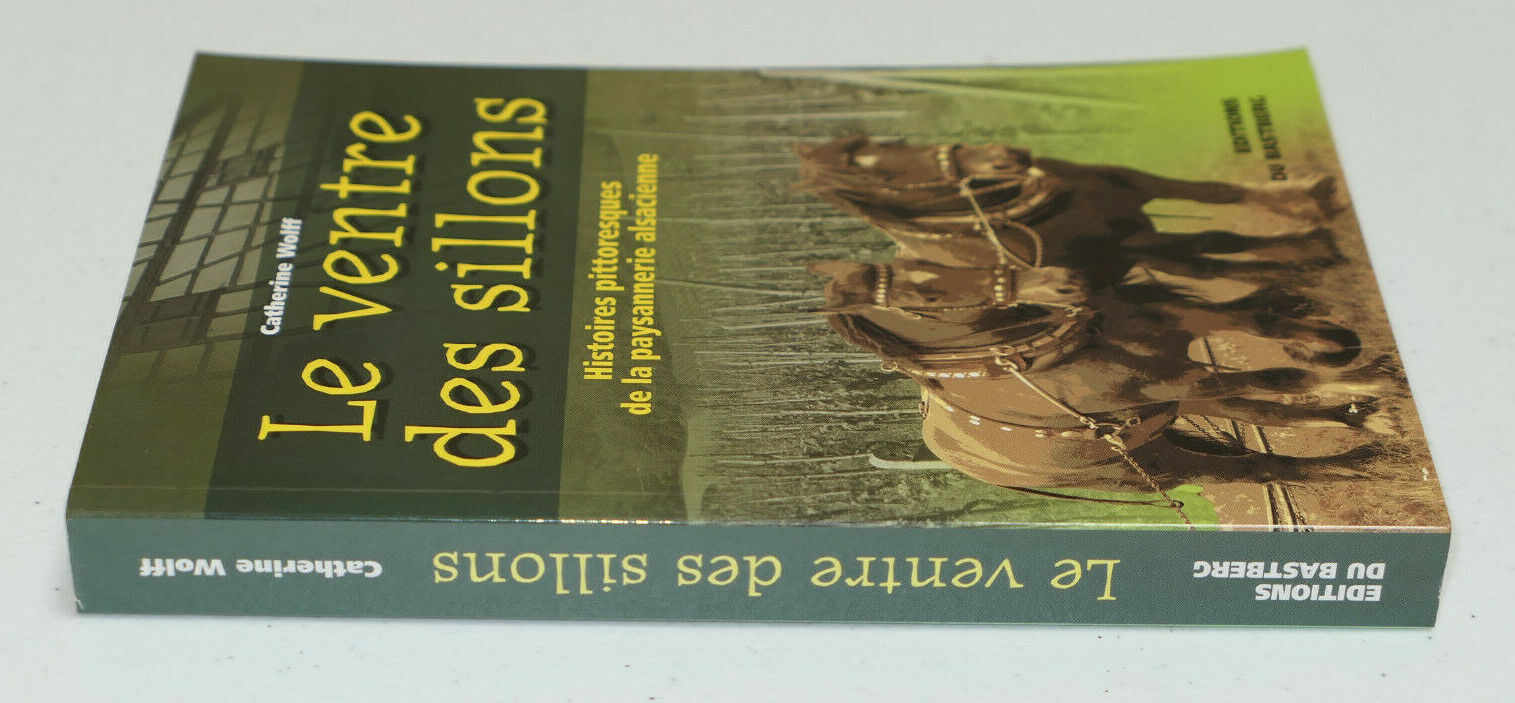 Catherine Wolff
Le ventre
des sillons
Histoires pittoresques
de la paysannerie alsacienne
EDITIONS
DU BASTBERG
Catherine Wolff
Le ventre des sillons
EDITIONS
DU BASTBERG